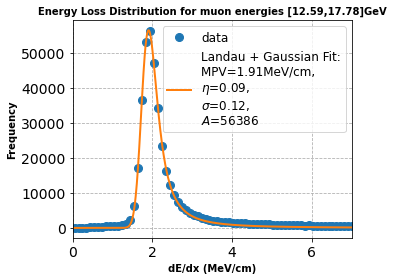 Energy Loss Distribution for muon energies [12.59,17.78]GeV
data
Landau + Gaussian Fit:
MPV=1.91MeV/cm,
η=0.09,
σ=0.12,
A=56386
Frequency
50000
40000
30000
20000
10000
0
0 2 4 6
dE/dx (MeV/cm)